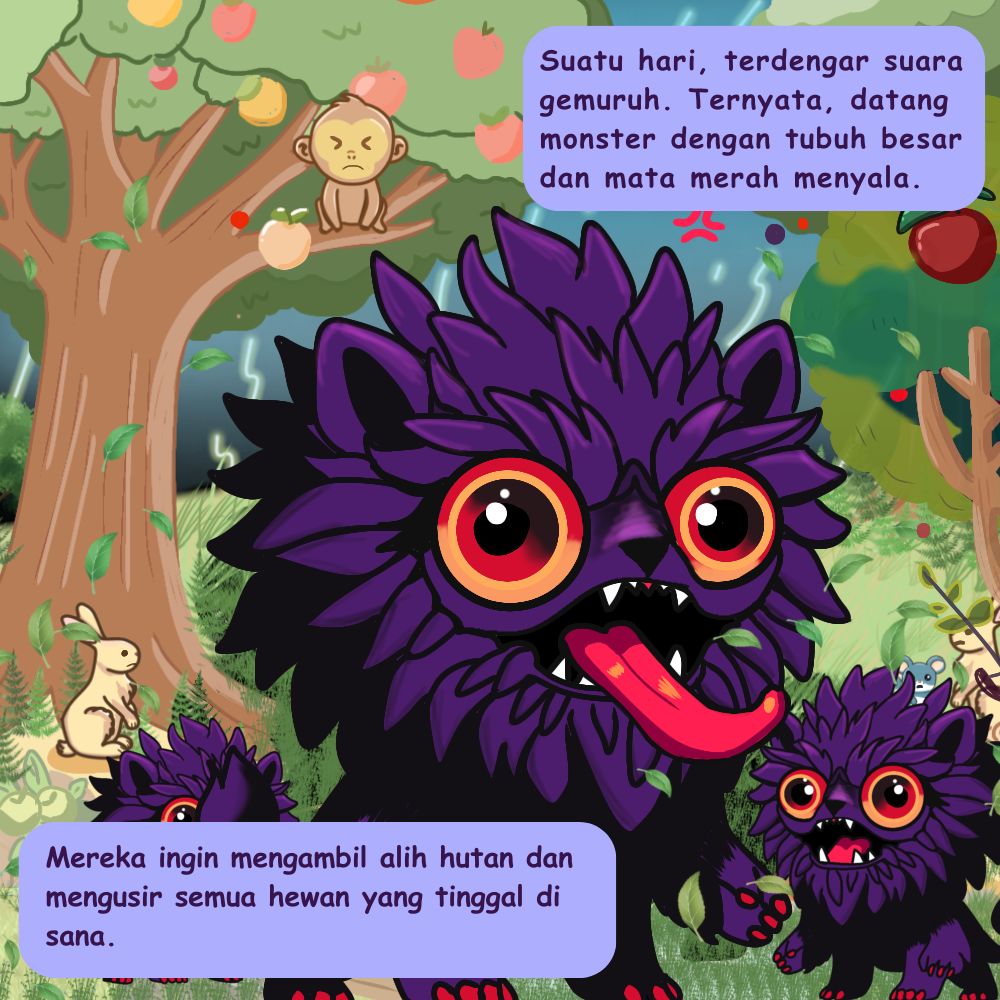 Suatu hari, terdengar suara
gemuruh. Ternyata, datang
monster dengan tubuh besar
dan mata merah menyala.
Mereka ingin mengambil alih hutan dan
mengusir semua hewan yang tinggal di
sana.